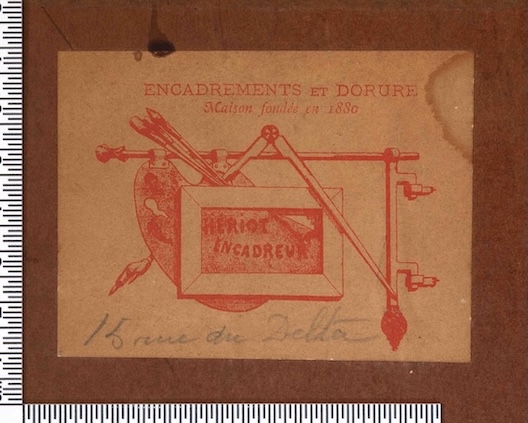 ENCADREMENTS ET DORURE
Maison fondée en 1880
HERIOT
ENCADREUR
15 rue du Delta